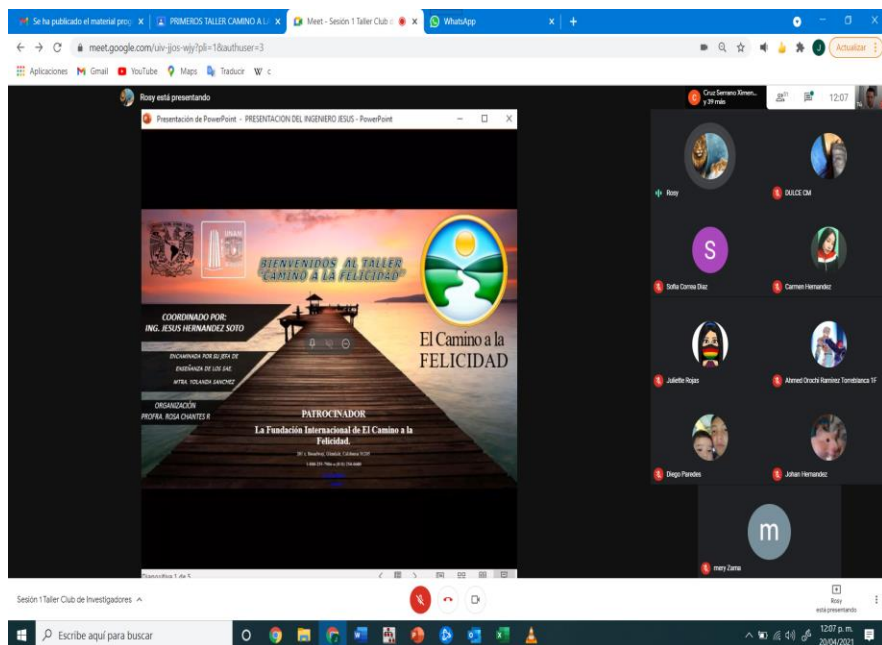 Se ha publicado el material prog
PRIMEROS TALLER CAMINO A L
Meet - Sesión 1 Taller Club d
WhatsApp
meet.google.com/uiv-jjos-wjy?pli=1&authuser=3
Actualizar
Aplicaciones
Gmail
YouTube
Maps
Traducir
c
Rosy está presentando
Cruz Serrano Ximen...
y 39 más
12:07
Presentación de PowerPoint - PRESENTACION DEL INGENIERO JESUS - PowerPoint
UNAM
BIENVENIDOS AL TALLER
"CAMINO A LA FELICIDAD"
COORDINADO POR:
ING. JESUS HERNANDEZ SOTO
ENCAMINADA POR SU JEFA DE
ENSEÑANZA DE LOS SAE.
MTRA. YOLANDA SANCHEZ
ORGANIZACIÓN
PROFRA. ROSA CHANTES R
El Camino a la
FELICIDAD
PATROCINADOR
La Fundación Internacional de El Camino a la
Felicidad.
Diapositiva 1 de 5
Rosy
DULCE CM
S
Sofia Correa Diaz
Carmen Hernandez
Juliette Rojas
Ahmed Orochi Ramirez Torreblanca 1F
Diego Paredes
Johan Hernandez
m
mery Zama
Sesión 1 Taller Club de Investigadores
Rosy
está presentando
Escribe aquí para buscar
12:07 p. m.
20/04/2021